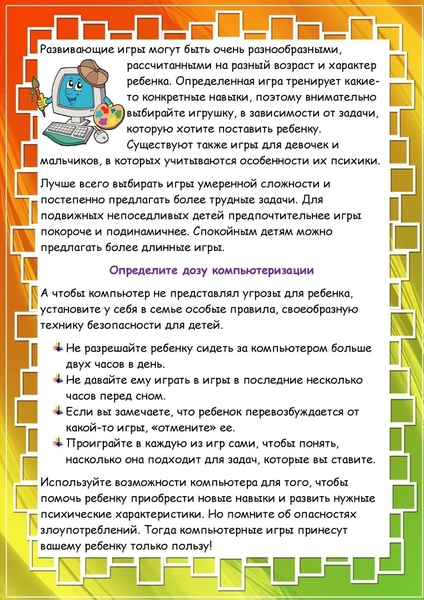 Развивающие игры могут быть очень разнообразными,
рассчитанными на разный возраст и характер
ребенка. Определенная игра тренирует какие-
то конкретные навыки, поэтому внимательно
выбирайте игрушку, в зависимости от задачи,
которую хотите поставить ребенку.
Существуют также игры для девочек и
мальчиков, в которых учитываются особенности их психики.
Лучше всего выбирать игры умеренной сложности и
постепенно предлагать более трудные задачи. Для
подвижных непоседливых детей предпочтительнее игры
покороче и подинамичнее. Спокойным детям можно
предлагать более длинные игры.
Определите дозу компьютеризации
А чтобы компьютер не представлял угрозы для ребенка,
установите у себя в семье особые правила, своеобразную
технику безопасности для детей.
Не разрешайте ребенку сидеть за компьютером больше
двух часов в день.
Не давайте ему играть в игры в последние несколько
часов перед сном.
Если вы замечаете, что ребенок перевозбуждается от
какой-то игры, «отмените» ее.
Проиграйте в каждую из игр сами, чтобы понять,
насколько она подходит для задач, которые вы ставите.
Используйте возможности компьютера для того, чтобы
помочь ребенку приобрести новые навыки и развить нужные
психические характеристики. Но помните об опасностях
злоупотреблений. Тогда компьютерные игры принесут
вашему ребенку только пользу!